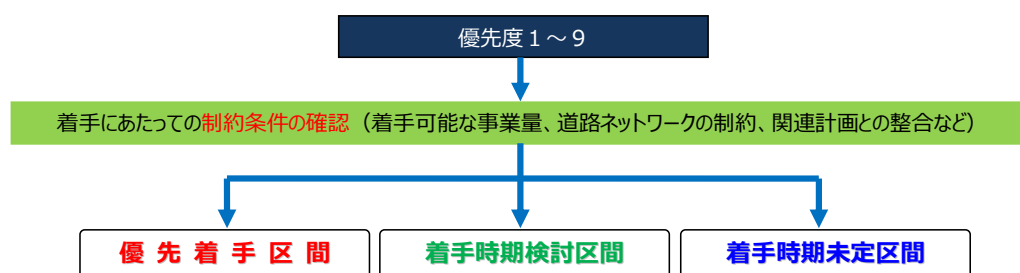 優先度1~9
着手にあたっての制約条件の確認(着手可能な事業量、道路ネットワークの制約、関連計画との整合など)
優先着手区間
着手時期検討区間
着手時期未定区間